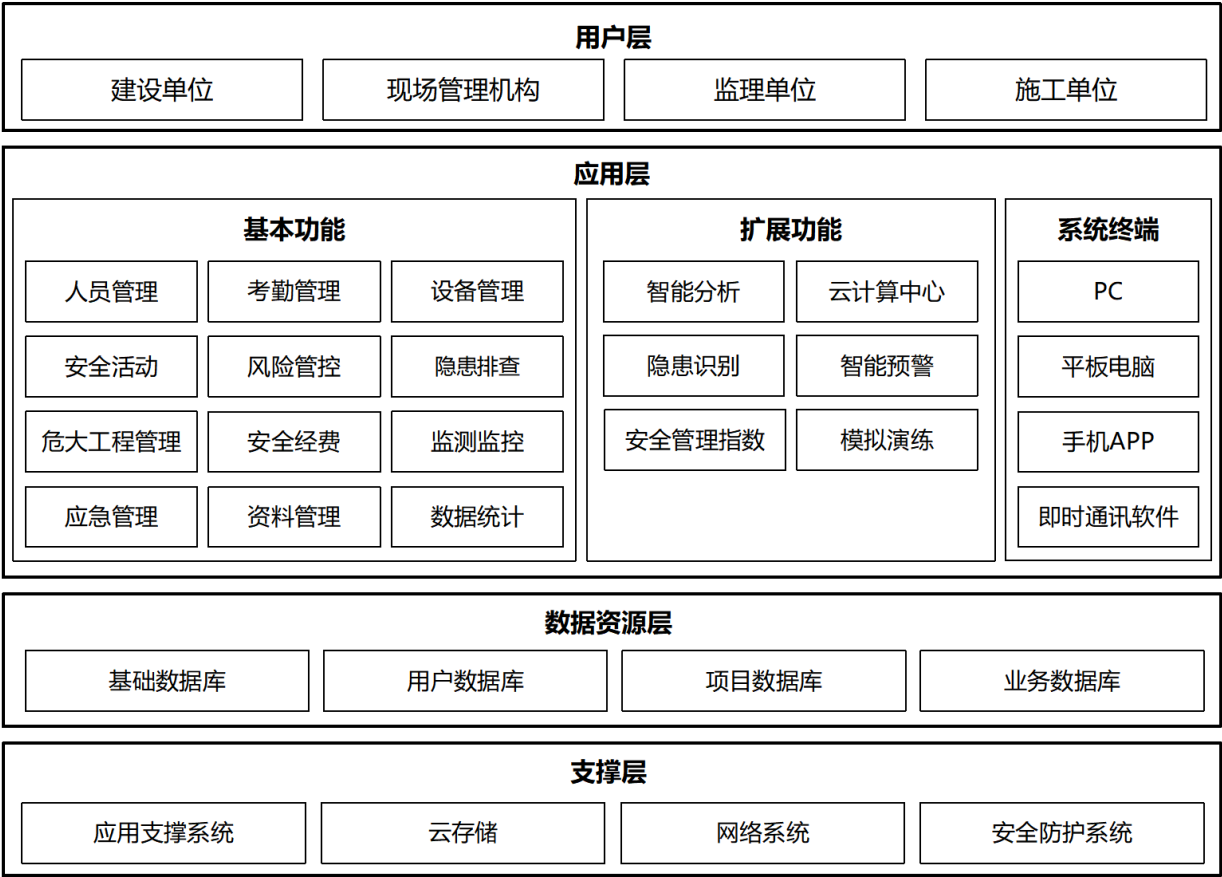 用户层
建设单位 现场管理机构 监理单位 施工单位
应用层
基本功能
人员管理 考勤管理 设备管理
安全活动 风险管控 隐患排查
危大工程管理 安全经费 监测监控
应急管理 资料管理 数据统计
扩展功能
智能分析 云计算中心
隐患识别 智能预警
安全管理指数 模拟演练
系统终端
PC
平板电脑
手机APP
即时通讯软件
数据资源层
基础数据库 用户数据库 项目数据库 业务数据库
支撑层
应用支撑系统 云存储 网络系统 安全防护系统